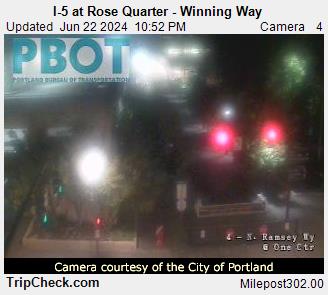 I-5 at Rose Quarter - Winning Way
Updated Jun 22 2024 10:52 PM Camera 4
PBOT
PORTLAND BUREAU OF TRANSPORTATION
4 - N. Ramsey Wy
@ One Ctr
Camera courtesy of the City of Portland
TripCheck.com Milepost302.00